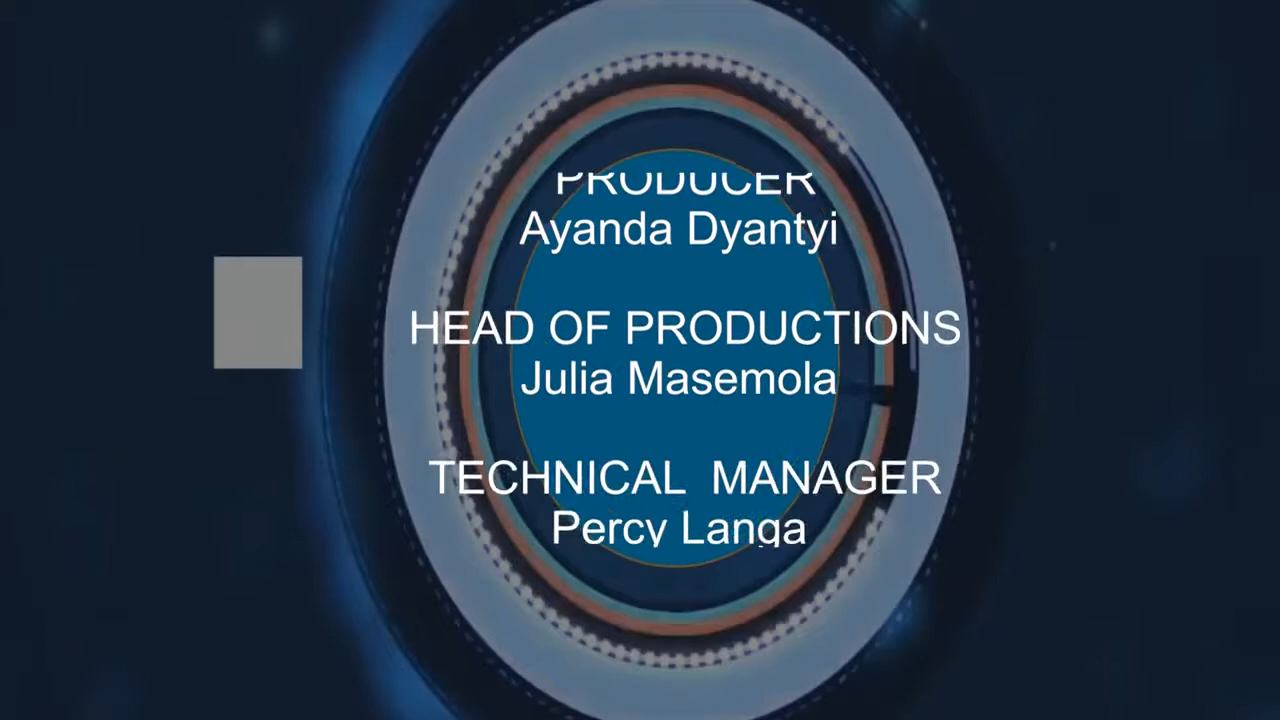 PRODUCER
Ayanda Dyantyi
HEAD OF PRODUCTIONS
Julia Masemola
TECHNICAL MANAGER
Percy Langa